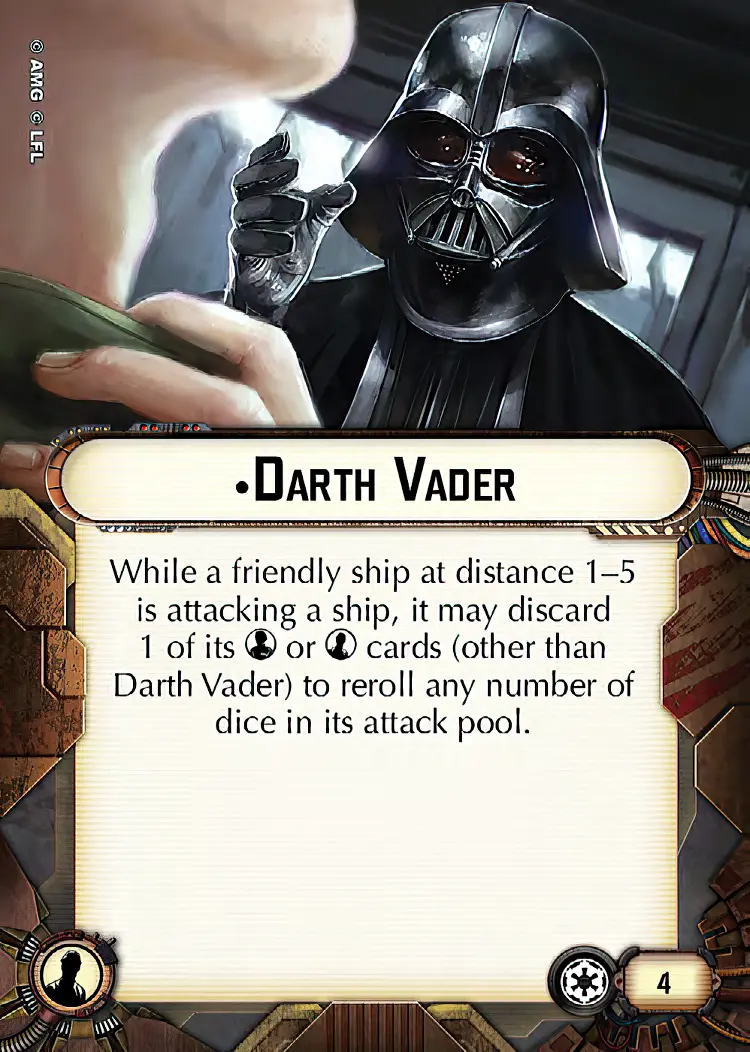 © AMG © LFL
•Darth Vader
While a friendly ship at distance 1–5
is attacking a ship, it may discard
1 of its or cards (other than
Darth Vader) to reroll any number of
dice in its attack pool.
4